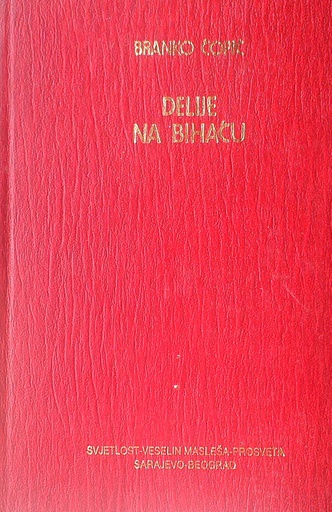 BRANKO ĆOPIĆ
DELIJE
NA BIHAĆU
SVJETLOST-VESELIN MASLEŠA-PROSVETA
SARAJEVO-BEOGRAD